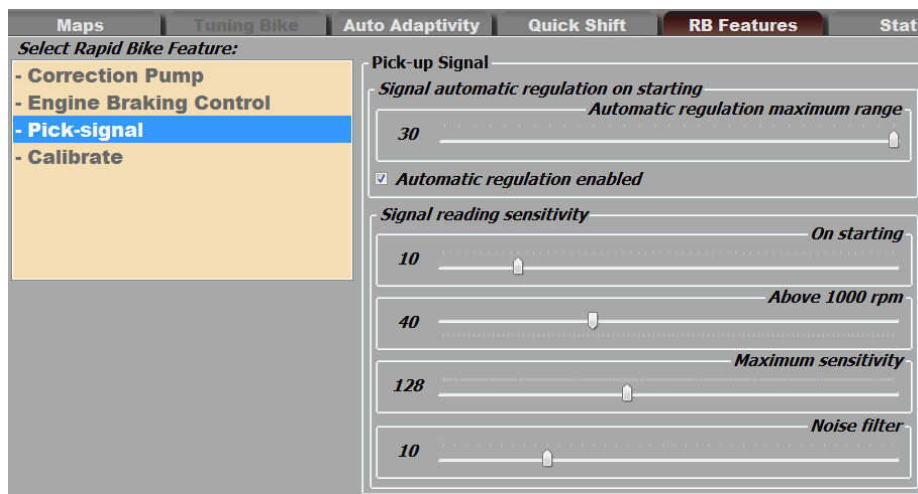 Maps Tuning Bike Auto Adaptivity Quick Shift RB Features Stat
Select Rapid Bike Feature:
- Correction Pump
- Engine Braking Control
- Pick-signal
- Calibrate
Pick-up Signal
Signal automatic regulation on starting
Automatic regulation maximum range
30
Automatic regulation enabled
Signal reading sensitivity
On starting
10
Above 1000 rpm
40
Maximum sensitivity
128
Noise filter
10